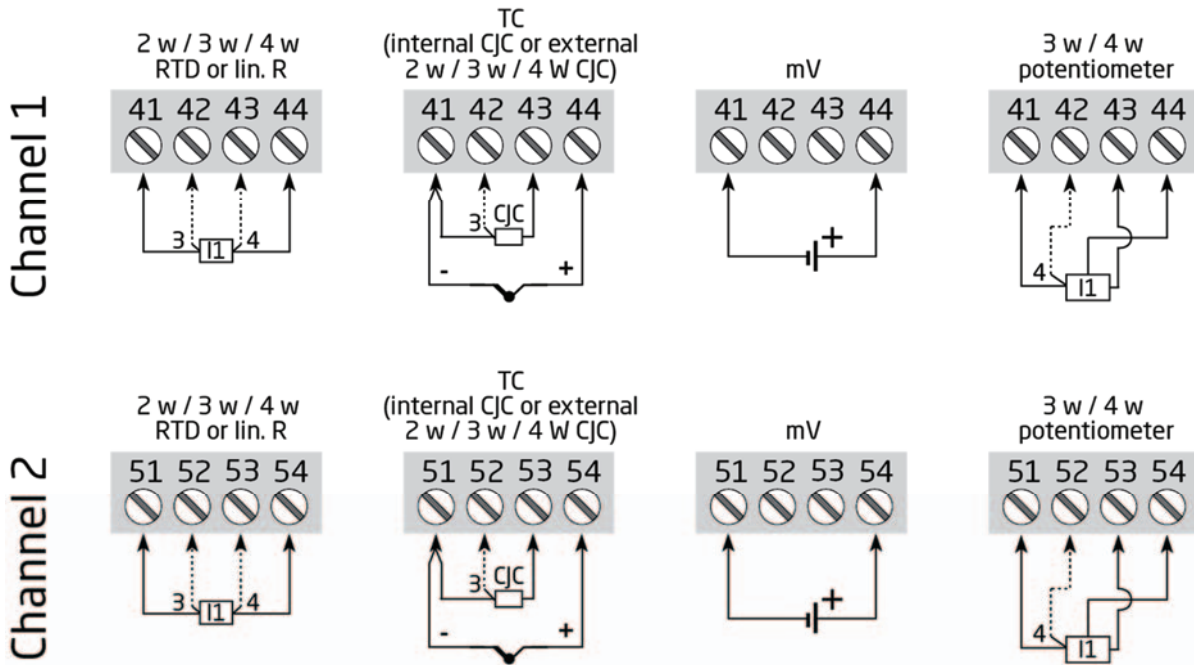 Channel 1
2 w / 3 w / 4 w
RTD or lin. R
41 42 43 44
3 I1 4
TC
(internal CJC or external
2 w / 3 w / 4 W CJC)
41 42 43 44
3 CJC
- +
mV
41 42 43 44
+
3 w / 4 w
potentiometer
41 42 43 44
4 I1
Channel 2
2 w / 3 w / 4 w
RTD or lin. R
51 52 53 54
3 I1 4
TC
(internal CJC or external
2 w / 3 w / 4 W CJC)
51 52 53 54
3 CJC
- +
mV
51 52 53 54
+
3 w / 4 w
potentiometer
51 52 53 54
4 I1